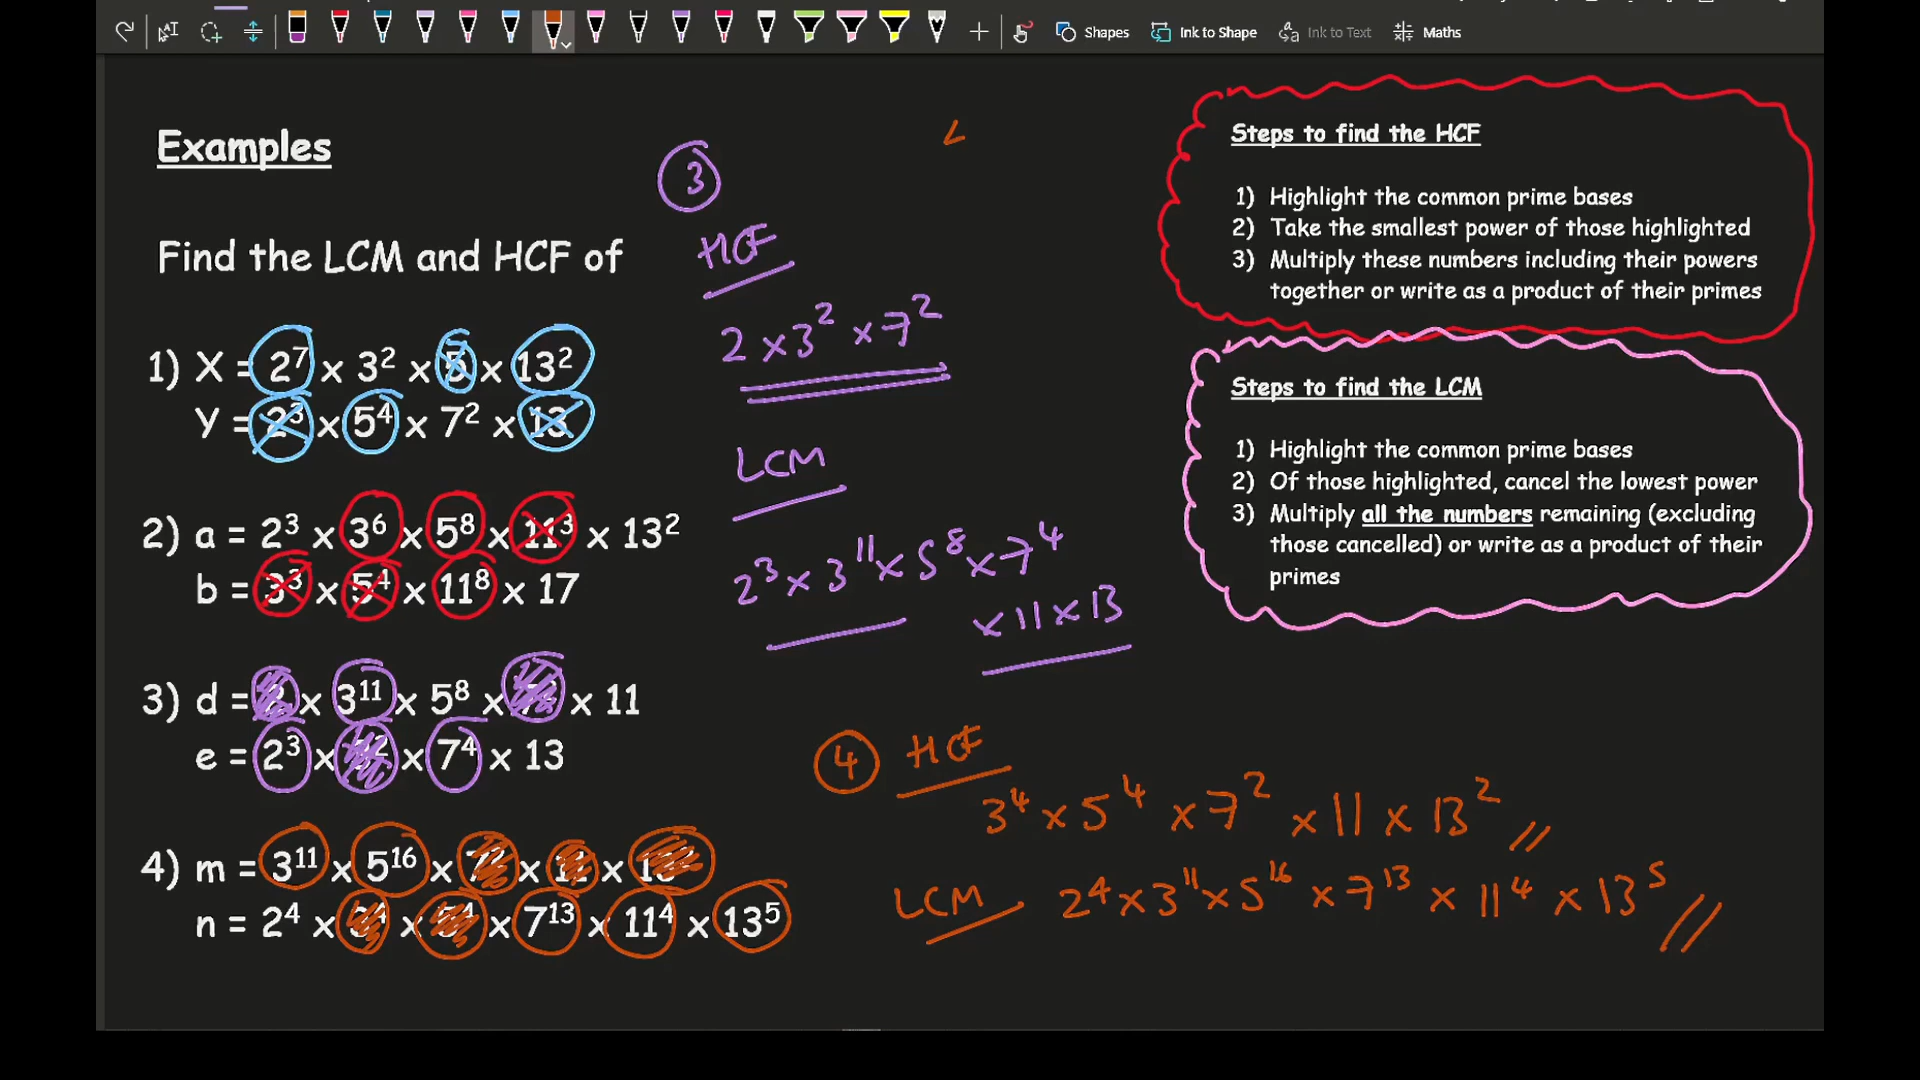 Shapes
Ink to Shape
Ink to Text
Maths
Examples
Find the LCM and HCF of
1) X = 2⁷ x 3² x 5 x 13²
Y = 2³ x 5⁴ x 7² x 13
2) a = 2³ x 3⁶ x 5⁸ x 11³ x 13²
b = 3³ x 5⁴ x 11⁸ x 17
3) d = x 3¹¹ x 5⁸ x x 11
e = 2³ x x 7⁴ x 13
4) m = 3¹¹ x 5¹⁶ x x x
n = 2⁴ x x x 7¹³ x 11⁴ x 13⁵
3
HCF
2 x 3² x 7²
LCM
2³ x 3¹¹ x 5⁸ x 7⁴
x 11 x 13
Steps to find the HCF
1) Highlight the common prime bases
2) Take the smallest power of those highlighted
3) Multiply these numbers including their powers
together or write as a product of their primes
Steps to find the LCM
1) Highlight the common prime bases
2) Of those highlighted, cancel the lowest power
3) Multiply all the numbers remaining (excluding
those cancelled) or write as a product of their
primes
4 HCF
3⁴ x 5⁴ x 7² x 11 x 13²
LCM 2⁴ x 3¹¹ x 5¹⁶ x 7¹³ x 11⁴ x 13⁵